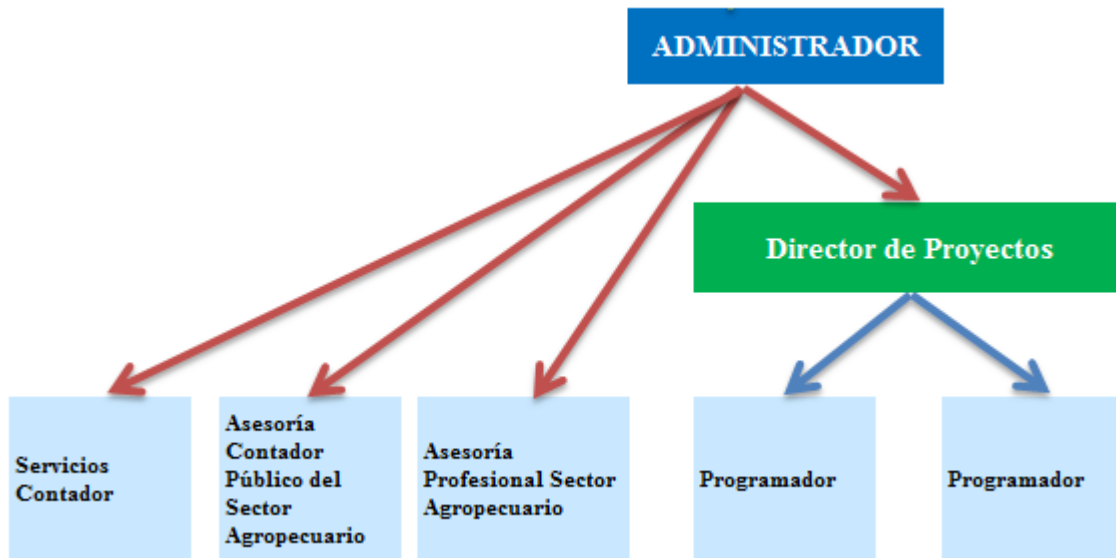 ADMINISTRADOR
Director de Proyectos
Servicios
Contador
Asesoría
Contador
Público del
Sector
Agropecuario
Asesoría
Profesional Sector
Agropecuario
Programador
Programador